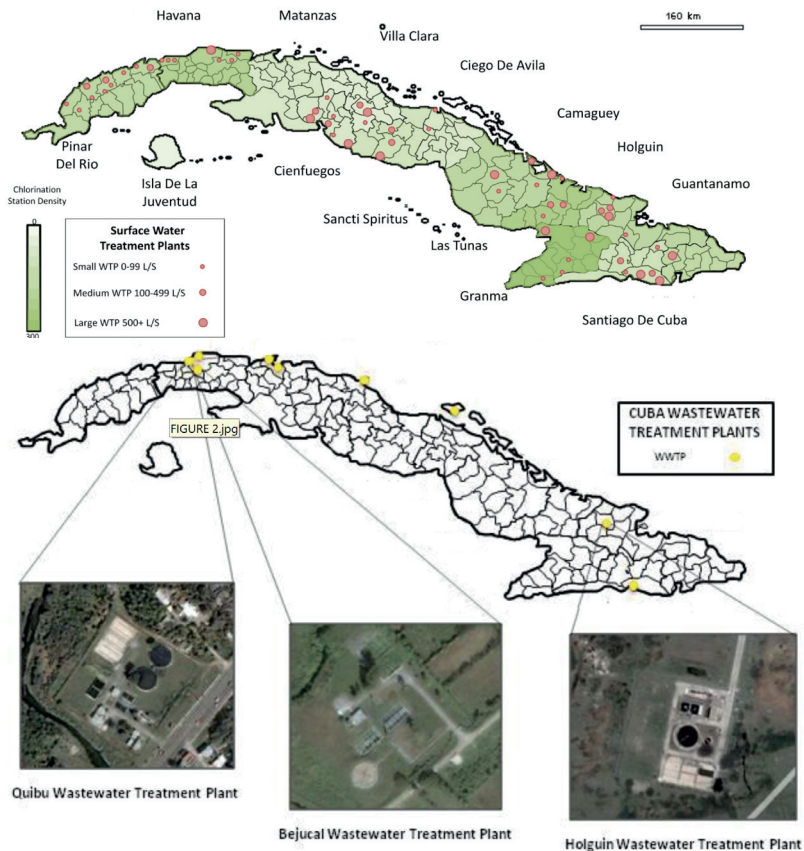 Havana
Matanzas
160 km
Villa Clara
Ciego De Avila
Camaguey
Holguin
Guantanamo
Pinar
Del Rio
Isla De La
Juventud
Cienfuegos
Sancti Spiritus
Las Tunas
Granma
Santiago De Cuba
Chlorination
Station Density
0
300
Surface Water
Treatment Plants
Small WTP 0-99 L/S
Medium WTP 100-499 L/S
Large WTP 500+ L/S
FIGURE 2.jpg
CUBA WASTEWATER
TREATMENT PLANTS
WWTP
Quibu Wastewater Treatment Plant
Bejucal Wastewater Treatment Plant
Holguin Wastewater Treatment Plant